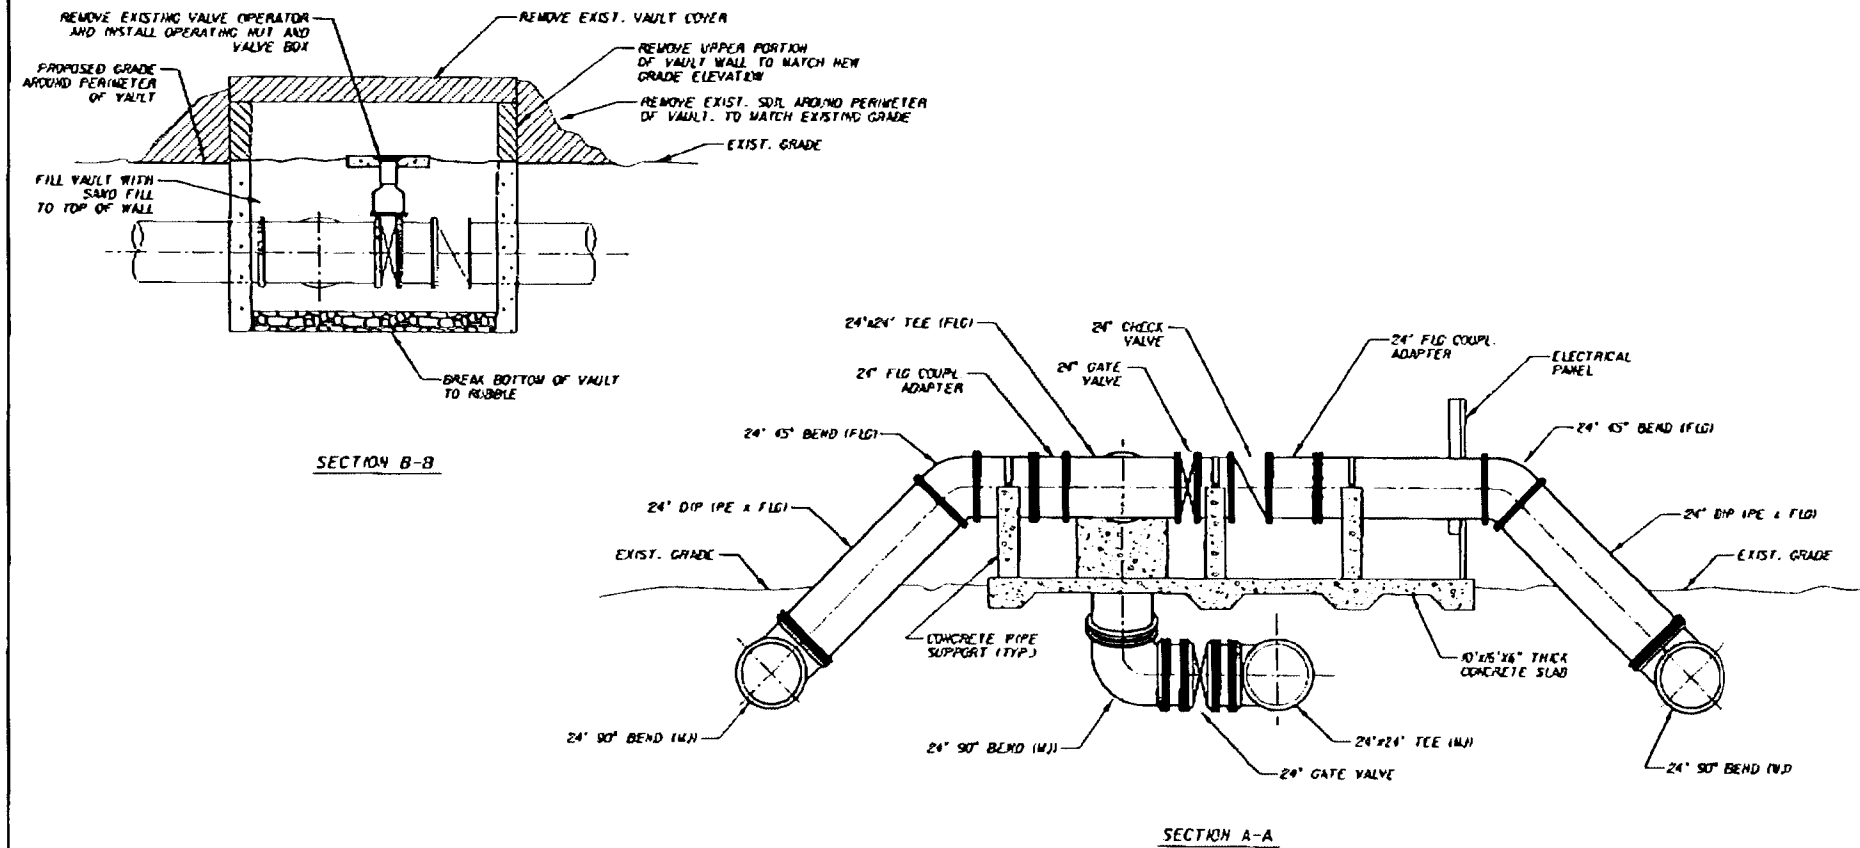 REMOVE EXISTING VALVE OPERATOR
AND INSTALL OPERATING NUT AND
VALVE BOX
REMOVE EXIST. VAULT COVER
REMOVE UPPER PORTION
OF VAULT WALL TO MATCH NEW
GRADE ELEVATION
PROPOSED GRADE
AROUND PERIMETER
OF VAULT
REMOVE EXIST. SOIL AROUND PERIMETER
OF VAULT. TO MATCH EXISTING GRADE
EXIST. GRADE
FILL VAULT WITH
SAND FILL
TO TOP OF WALL
BREAK BOTTOM OF VAULT
TO RUBBLE
SECTION B-B
24"x24" TEE (FLG)
24" CHECK
VALVE
24" FLG COUPL.
ADAPTER
ELECTRICAL
PANEL
24" FLG COUPL.
ADAPTER
24" GATE
VALVE
24" 45° BEND (FLG)
24" 45° BEND (FLG)
24" DIP (PE x FLG)
24" DIP (PE x FLG)
EXIST. GRADE
EXIST. GRADE
CONCRETE PIPE
SUPPORT (TYP.)
10'x16'x6" THICK
CONCRETE SLAB
24" 90° BEND (MJ)
24" 90° BEND (MJ)
24"x24" TEE (MJ)
24" GATE VALVE
24" 90° BEND (MJ)
SECTION A-A